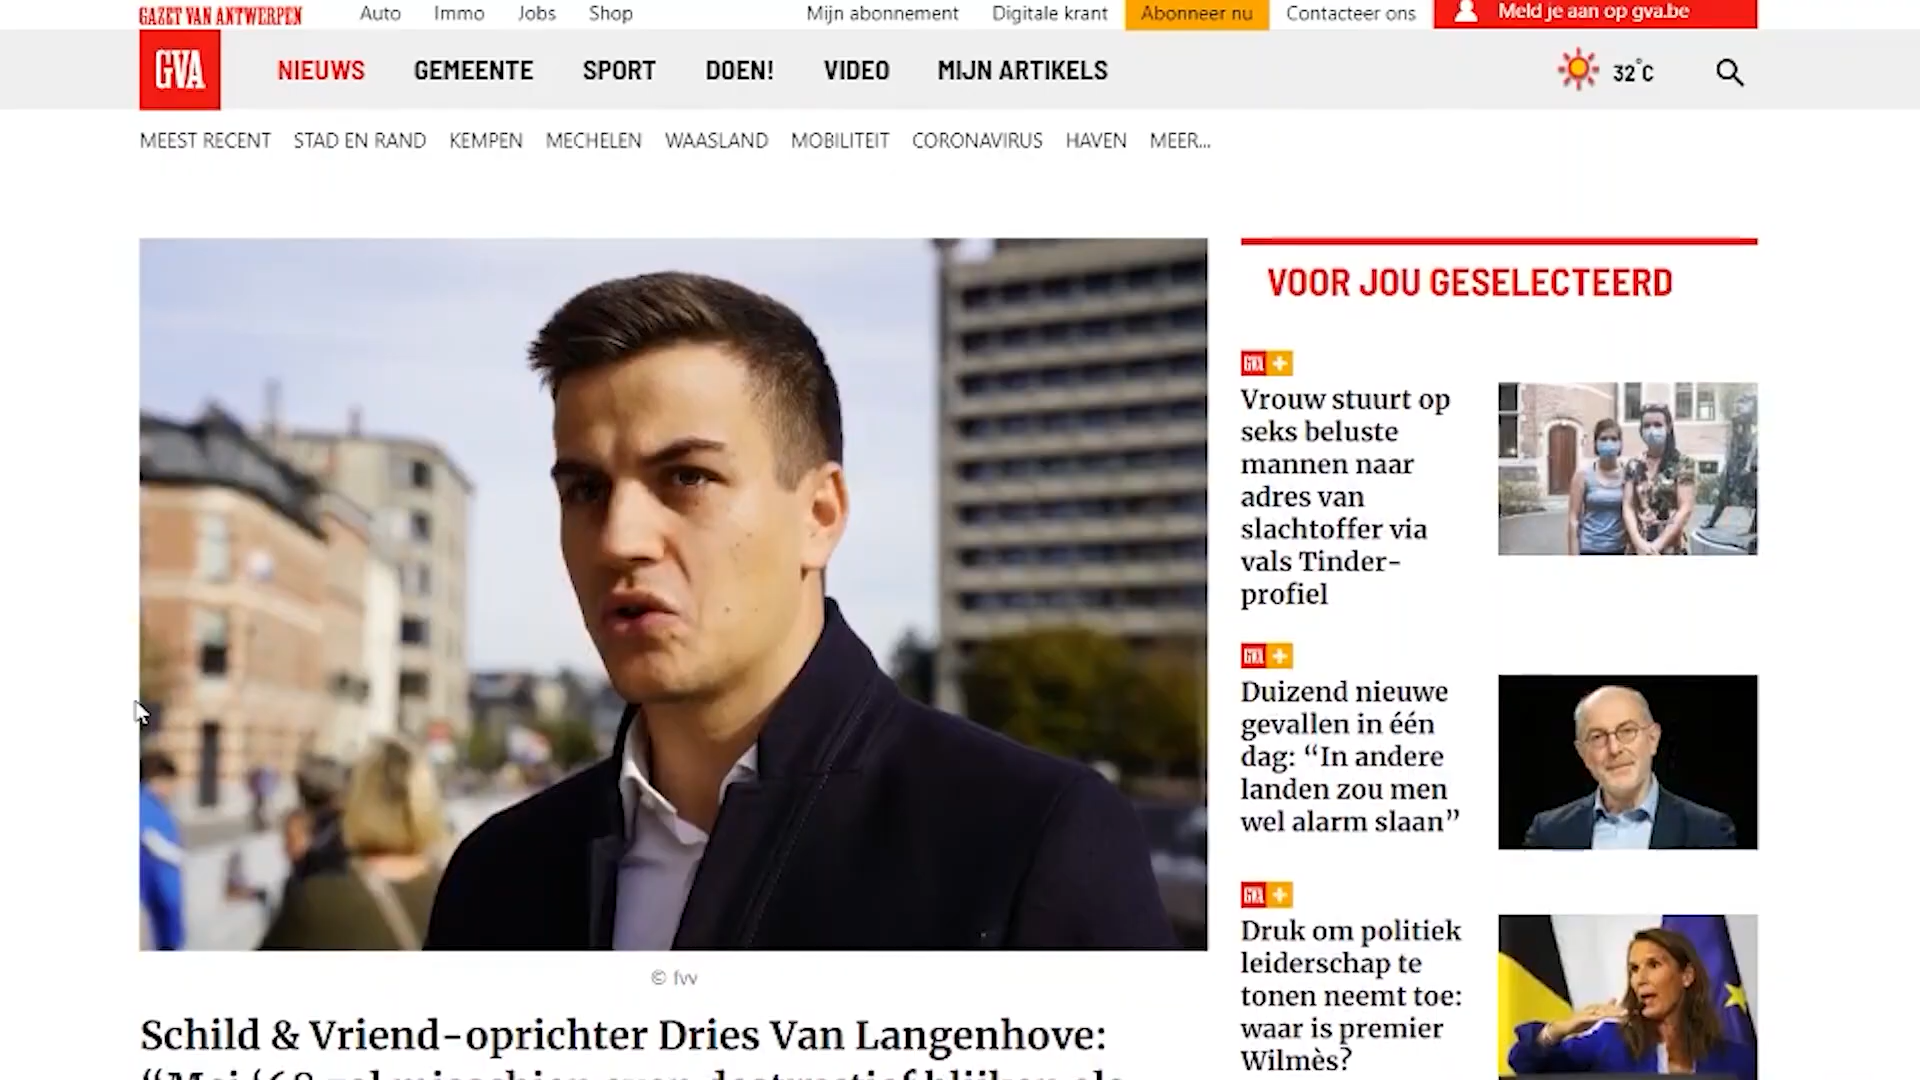 GAZET VAN ANTWERPEN Auto Immo Jobs Shop Mijn abonnement Digitale krant Abonneer nu Contacteer ons Meld je aan op gva.be
GVA NIEUWS GEMEENTE SPORT DOEN! VIDEO MIJN ARTIKELS 32°C
MEEST RECENT STAD EN RAND KEMPEN MECHELEN WAASLAND MOBILITEIT CORONAVIRUS HAVEN MEER...
© fvv
Schild & Vriend-oprichter Dries Van Langenhove:
VOOR JOU GESELECTEERD
GVA +
Vrouw stuurt op
seks beluste
mannen naar
adres van
slachtoffer via
vals Tinder-
profiel
GVA +
Duizend nieuwe
gevallen in één
dag: “In andere
landen zou men
wel alarm slaan”
GVA +
Druk om politiek
leiderschap te
tonen neemt toe:
waar is premier
Wilmès?